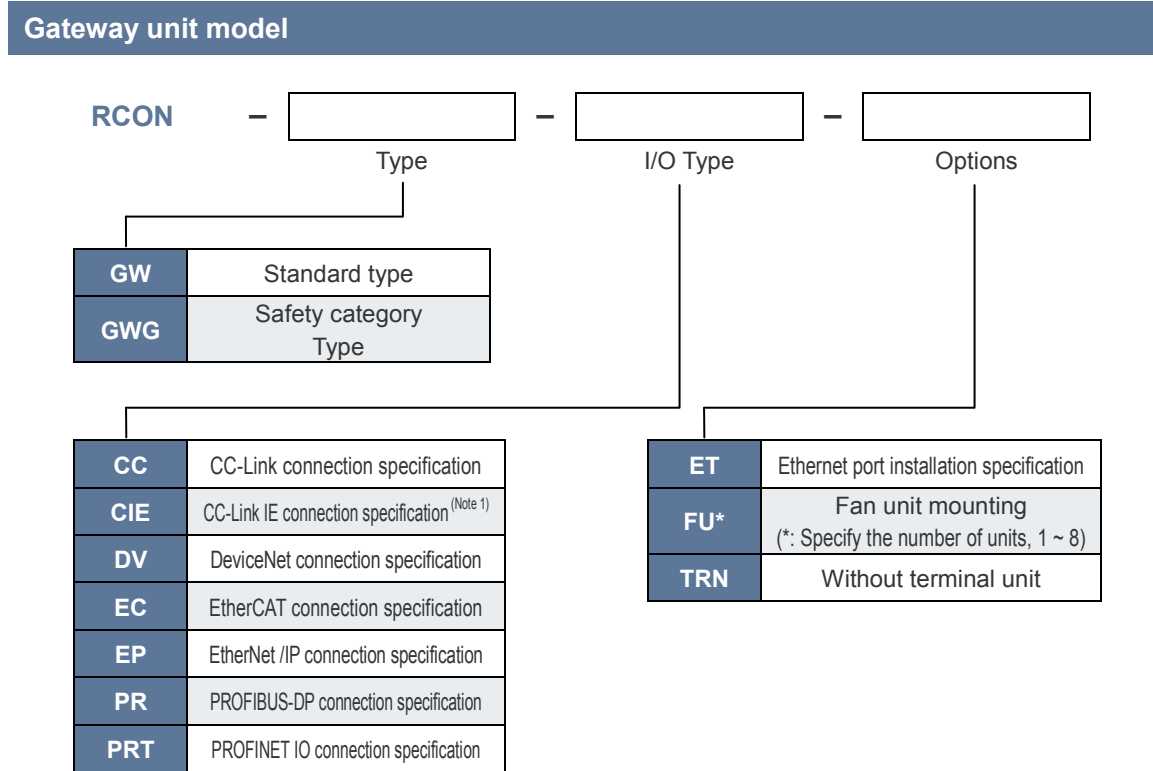 Gateway unit model
RCON – – –
Type I/O Type Options
GW Standard type
GWG Safety category
Type
CC CC-Link connection specification
CIE CC-Link IE connection specification (Note 1)
DV DeviceNet connection specification
EC EtherCAT connection specification
EP EtherNet /IP connection specification
PR PROFIBUS-DP connection specification
PRT PROFINET IO connection specification
ET Ethernet port installation specification
FU* Fan unit mounting
(*: Specify the number of units, 1 ~ 8)
TRN Without terminal unit